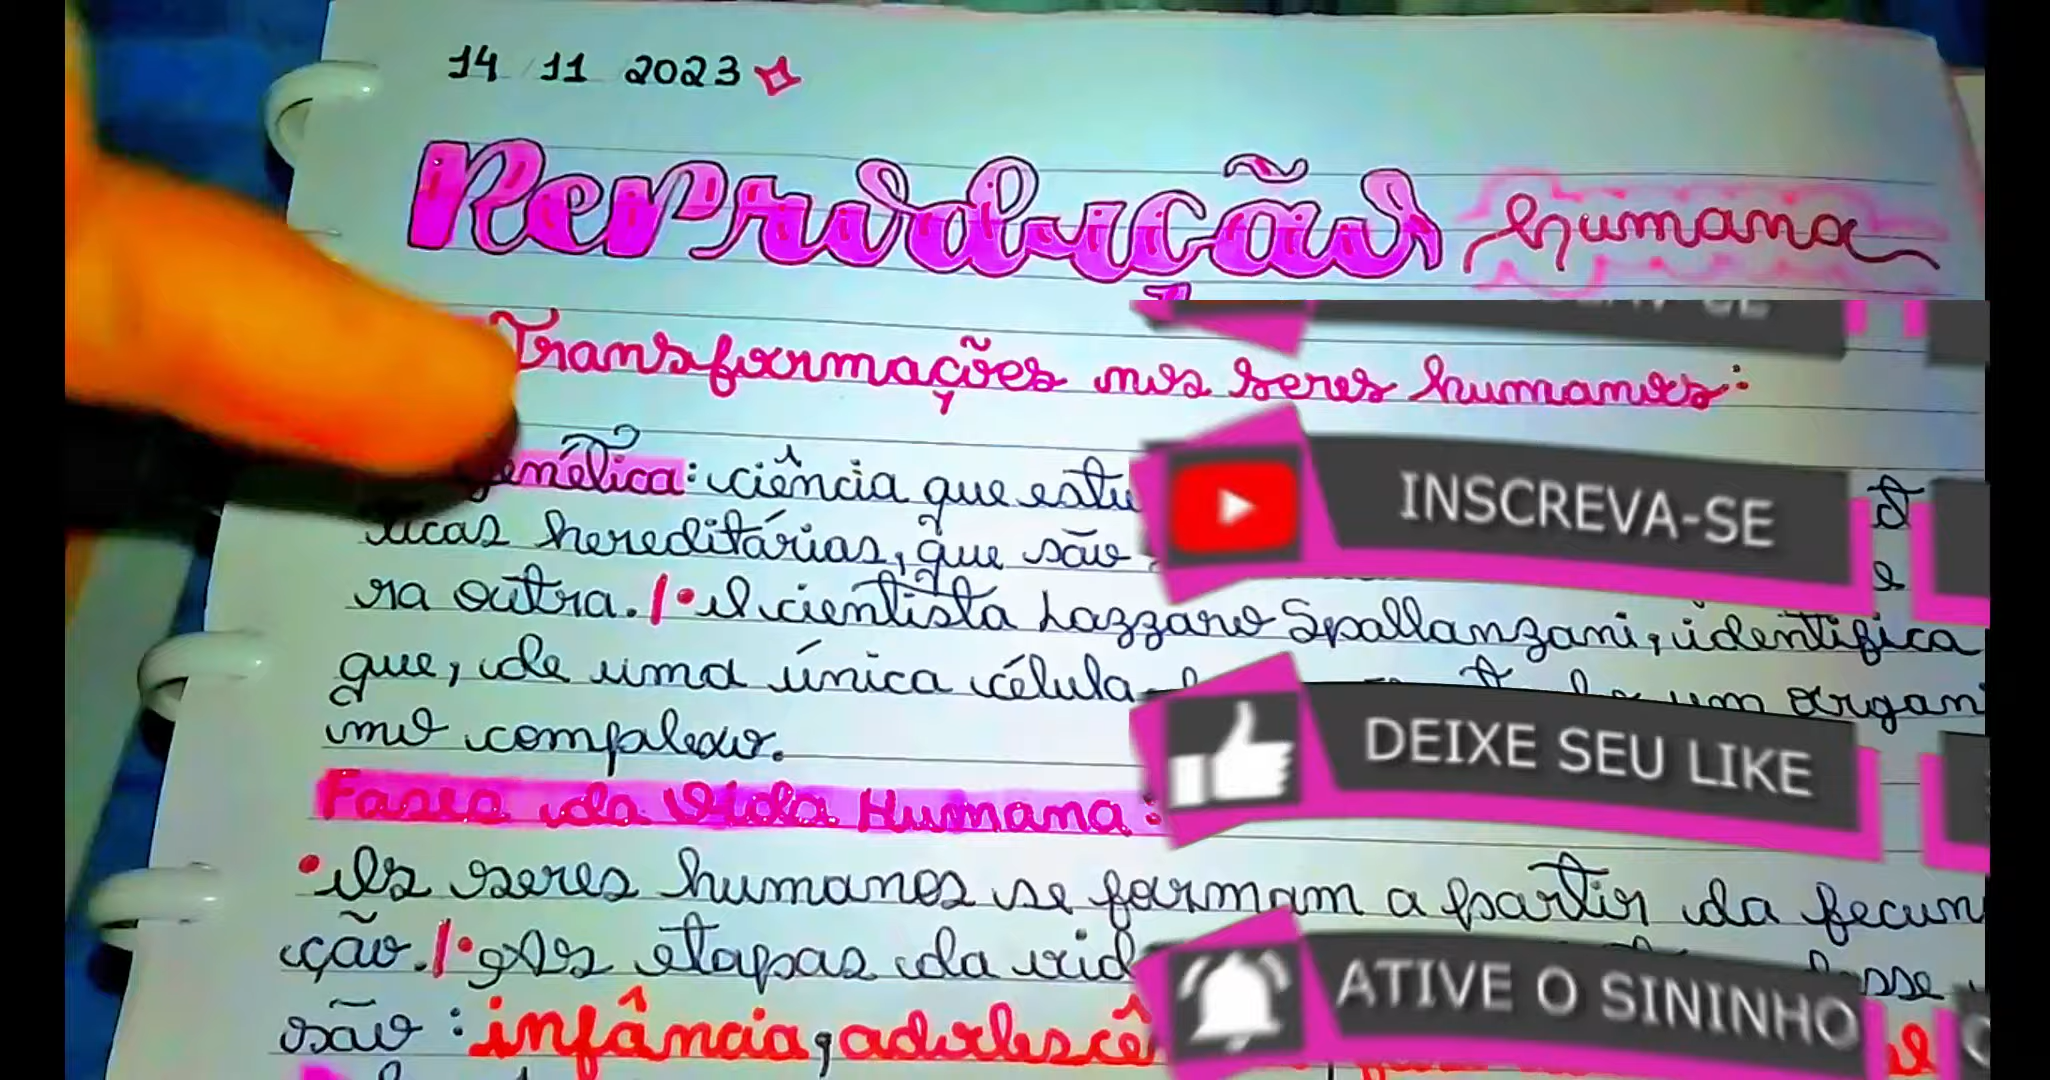 14 11 2023
Reprodução humana
Transformações nos seres humanos:
genética: ciência que estu
ticas hereditárias, que são
ra outra. | • O cientista Lazzaro Spallanzani, identifica
que, de uma única célula um organi
mo complexo.
Fases da Vida Humana:
• Os seres humanos se formam a partir da fecun
ção. | • As etapas da vid sse
são: infância, adolescê
INSCREVA-SE
DEIXE SEU LIKE
ATIVE O SININHO